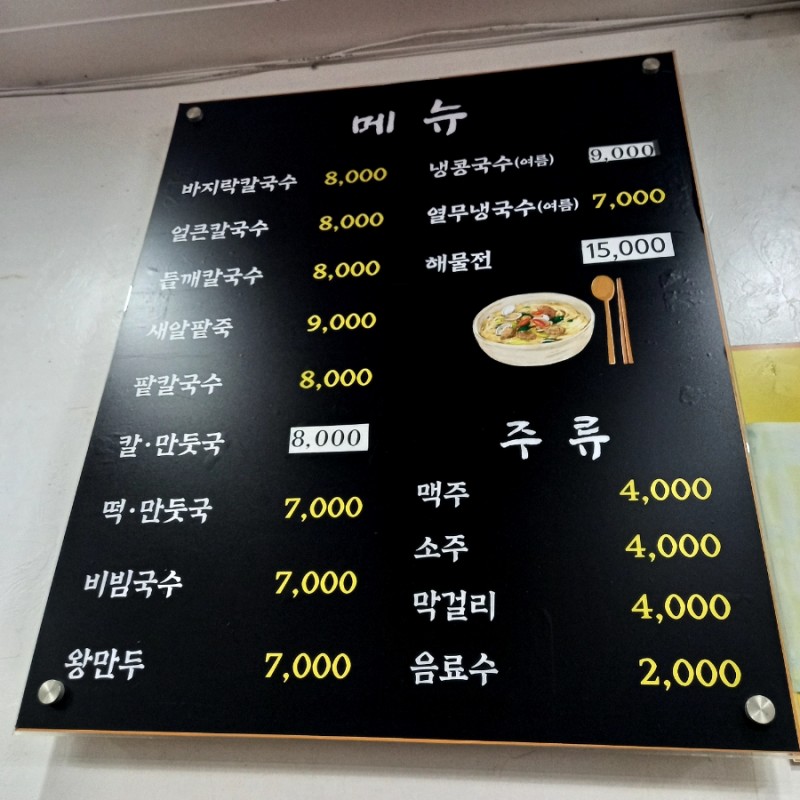 메뉴
바지락칼국수 8,000
얼큰칼국수 8,000
들깨칼국수 8,000
새알팥죽 9,000
팥칼국수 8,000
칼·만둣국 8,000
떡·만둣국 7,000
비빔국수 7,000
왕만두 7,000
냉콩국수(여름) 9,000
열무냉국수(여름) 7,000
해물전 15,000
주류
맥주 4,000
소주 4,000
막걸리 4,000
음료수 2,000